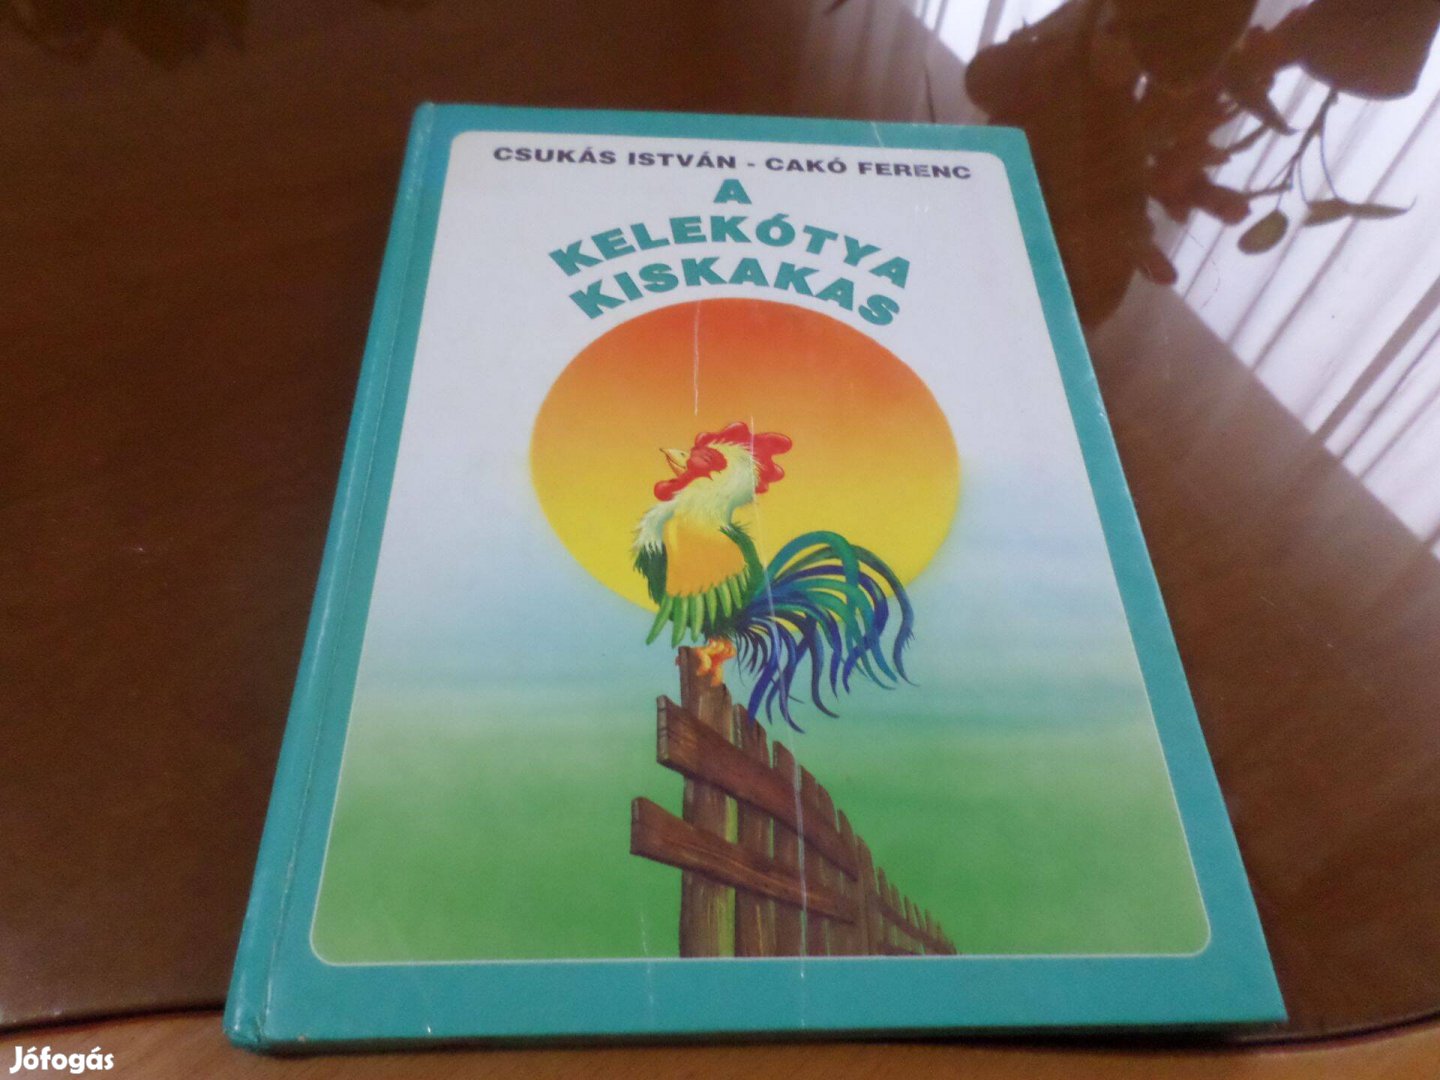 CSUKÁS ISTVÁN - CAKÓ FERENC
A
KELEKÓTYA
KISKAKAS
Jófogás